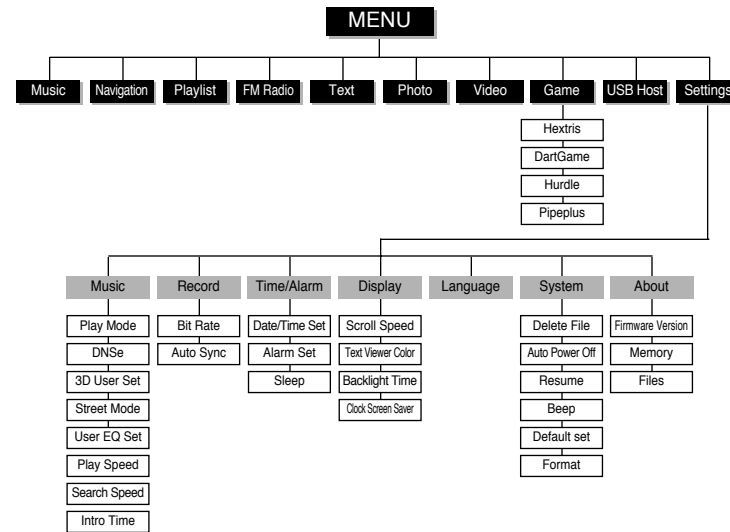 MENU
Music
Navigation
Playlist
FM Radio
Text
Photo
Video
Game
USB Host
Settings
Hextris
DartGame
Hurdle
Pipeplus
Music
Record
Time/Alarm
Display
Language
System
About
Play Mode
DNSe
3D User Set
Street Mode
User EQ Set
Play Speed
Search Speed
Intro Time
Bit Rate
Auto Sync
Date/Time Set
Alarm Set
Sleep
Scroll Speed
Text Viewer Color
Backlight Time
Clock Screen Saver
Delete File
Auto Power Off
Resume
Beep
Default set
Format
Firmware Version
Memory
Files